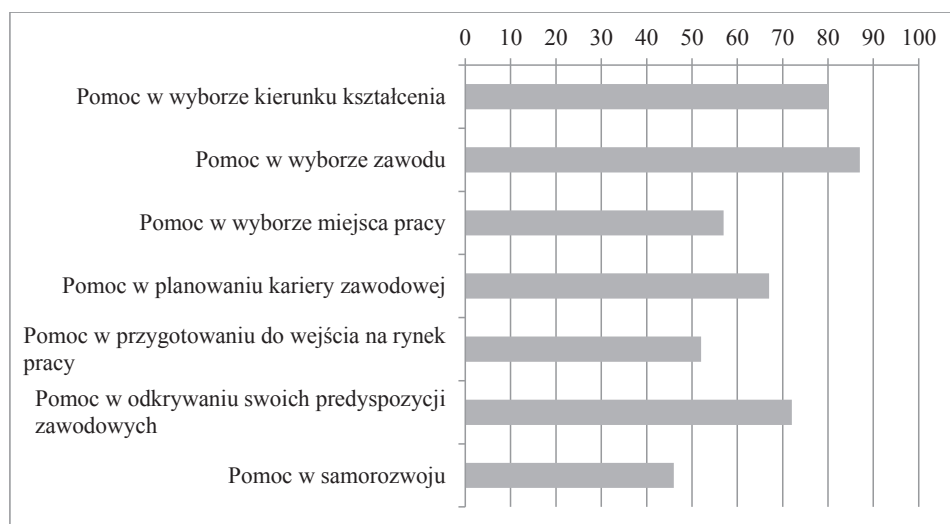 0 10 20 30 40 50 60 70 80 90 100
Pomoc w wyborze kierunku kształcenia
Pomoc w wyborze zawodu
Pomoc w wyborze miejsca pracy
Pomoc w planowaniu kariery zawodowej
Pomoc w przygotowaniu do wejścia na rynek
pracy
Pomoc w odkrywaniu swoich predyspozycji
zawodowych
Pomoc w samorozwoju